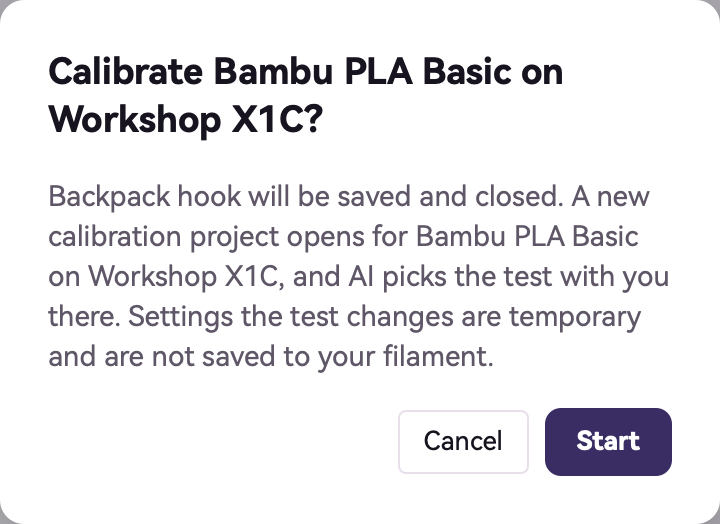 Calibrate Bambu PLA Basic on
Workshop X1C?
Backpack hook will be saved and closed. A new
calibration project opens for Bambu PLA Basic
on Workshop X1C, and AI picks the test with you
there. Settings the test changes are temporary
and are not saved to your filament.
Cancel
Start